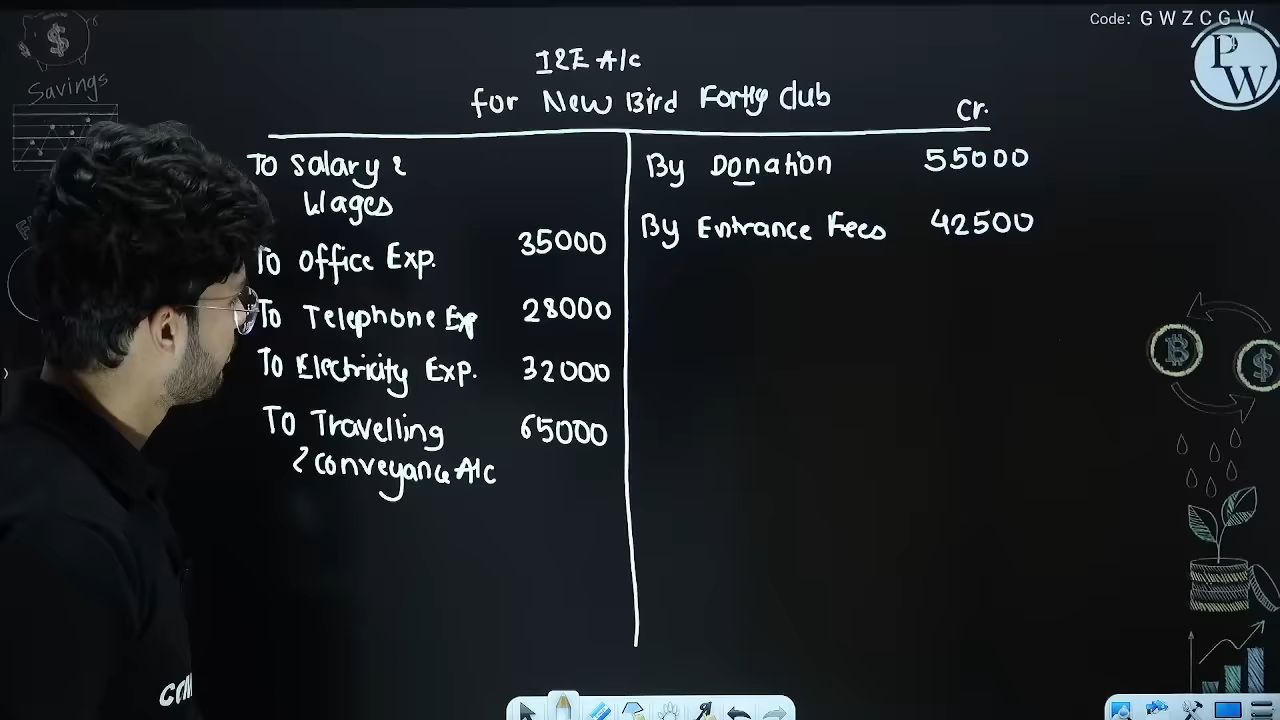 Code: G W Z C G W
P
W
Savings
I & E A/c
for New Bird Forty Club
Cr.
To Salary &
Wages
To Office Exp. 35000
To Telephone Exp 28000
To Electricity Exp. 32000
To Travelling 65000
& Conveyance A/c
By Donation 55000
By Entrance Fees 42500